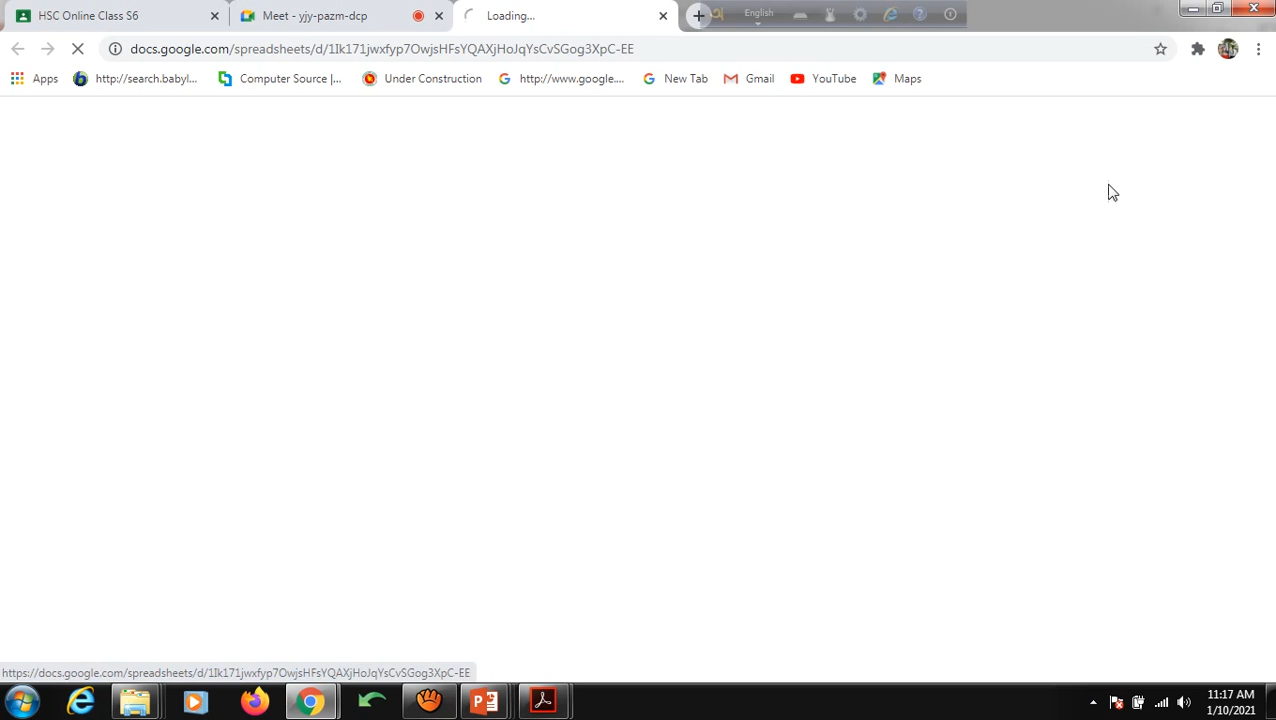 HSC Online Class S6
Meet - yjy-pazm-dcp
Loading...
English
docs.google.com/spreadsheets/d/1Ik171jwxfyp7OwjsHFsYQAXjHoJqYsCvSGog3XpC-EE
Apps
http://search.babyl...
Computer Source |...
Under Construction
http://www.google....
New Tab
Gmail
YouTube
Maps
https://docs.google.com/spreadsheets/d/1Ik171jwxfyp7OwjsHFsYQAXjHoJqYsCvSGog3XpC-EE
11:17 AM
1/10/2021